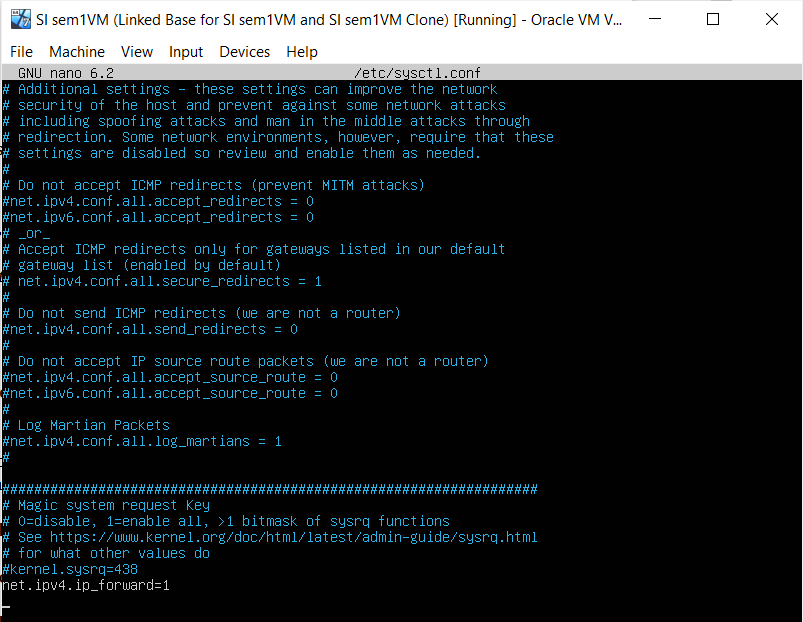 SI sem1VM (Linked Base for SI sem1VM and SI sem1VM Clone) [Running] - Oracle VM V...
File Machine View Input Devices Help
GNU nano 6.2 /etc/sysctl.conf
# Additional settings - these settings can improve the network
# security of the host and prevent against some network attacks
# including spoofing attacks and man in the middle attacks through
# redirection. Some network environments, however, require that these
# settings are disabled so review and enable them as needed.
#
# Do not accept ICMP redirects (prevent MITM attacks)
#net.ipv4.conf.all.accept_redirects = 0
#net.ipv6.conf.all.accept_redirects = 0
# _or_
# Accept ICMP redirects only for gateways listed in our default
# gateway list (enabled by default)
# net.ipv4.conf.all.secure_redirects = 1
#
# Do not send ICMP redirects (we are not a router)
#net.ipv4.conf.all.send_redirects = 0
#
# Do not accept IP source route packets (we are not a router)
#net.ipv4.conf.all.accept_source_route = 0
#net.ipv6.conf.all.accept_source_route = 0
#
# Log Martian Packets
#net.ipv4.conf.all.log_martians = 1
#
###################################################################
# Magic system request Key
# 0=disable, 1=enable all, >1 bitmask of sysrq functions
# See https://www.kernel.org/doc/html/latest/admin-guide/sysrq.html
# for what other values do
#kernel.sysrq=438
net.ipv4.ip_forward=1